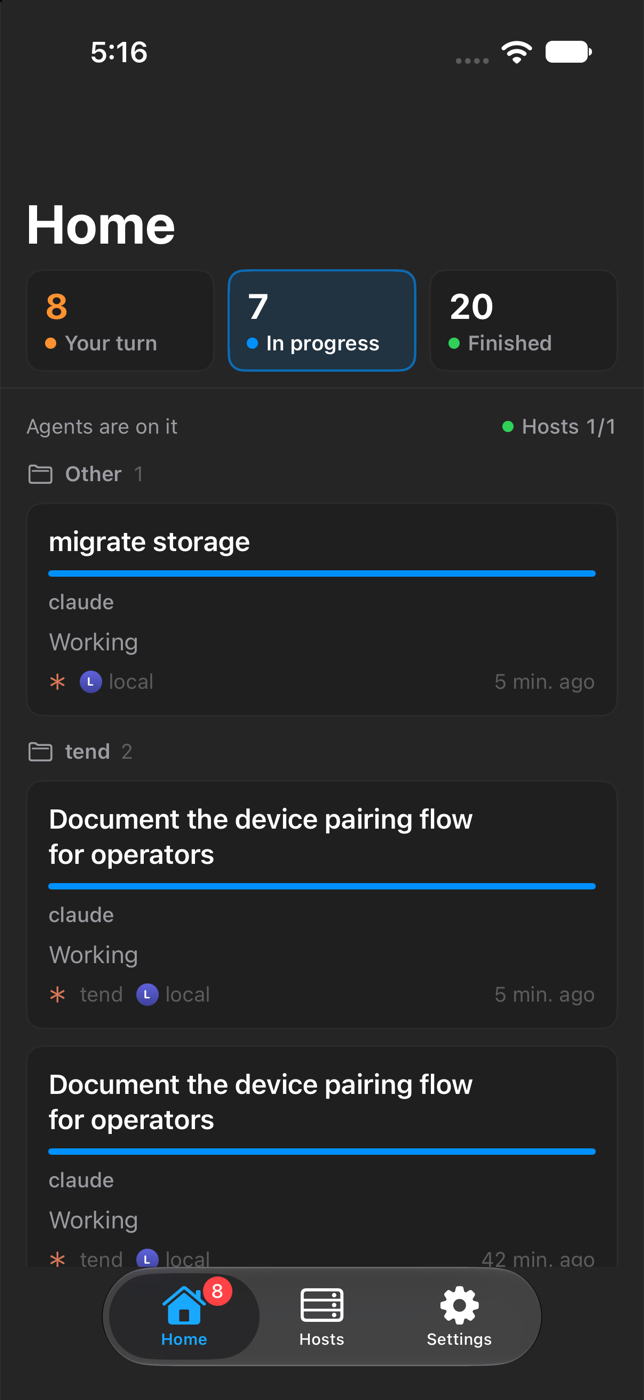 5:16
Home
8
Your turn
7
In progress
20
Finished
Agents are on it
Hosts 1/1
Other 1
migrate storage
claude
Working
L local
5 min. ago
tend 2
Document the device pairing flow
for operators
claude
Working
tend L local
5 min. ago
Document the device pairing flow
for operators
claude
Working
tend L local
42 min. ago
8
Home
Hosts
Settings